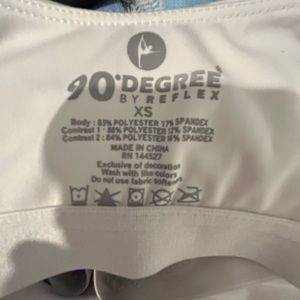 90°DEGREE
BY REFLEX
XS
Body : 83% POLYESTER 17% SPANDEX
Contrast 1 : 88% POLYESTER 12% SPANDEX
Contrast 2 : 84% POLYESTER 16% SPANDEX
MADE IN CHINA
RN 144527
Exclusive of decoration
Wash with like colors
Do not use fabric softeners